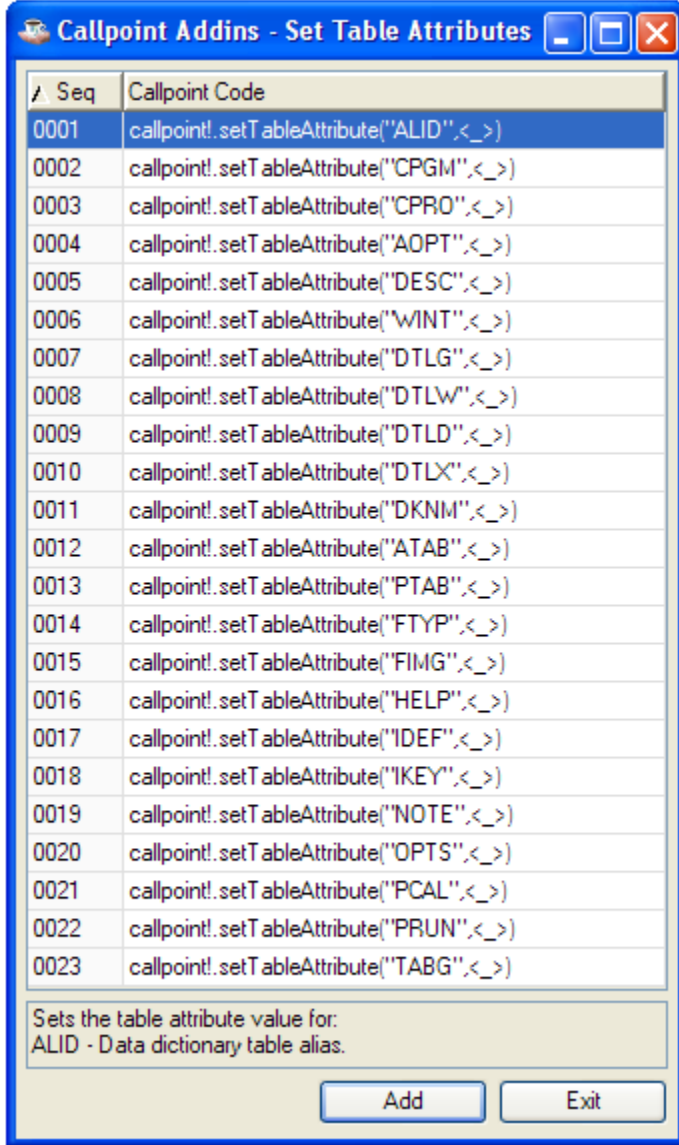 Callpoint Addins - Set Table Attributes
Seq Callpoint Code
0001 callpoint!.setTableAttribute("ALID",<_>)
0002 callpoint!.setTableAttribute("CPGM",<_>)
0003 callpoint!.setTableAttribute("CPRO",<_>)
0004 callpoint!.setTableAttribute("AOPT",<_>)
0005 callpoint!.setTableAttribute("DESC",<_>)
0006 callpoint!.setTableAttribute("WINT",<_>)
0007 callpoint!.setTableAttribute("DTLG",<_>)
0008 callpoint!.setTableAttribute("DTLW",<_>)
0009 callpoint!.setTableAttribute("DTLD",<_>)
0010 callpoint!.setTableAttribute("DTLX",<_>)
0011 callpoint!.setTableAttribute("DKNM",<_>)
0012 callpoint!.setTableAttribute("ATAB",<_>)
0013 callpoint!.setTableAttribute("PTAB",<_>)
0014 callpoint!.setTableAttribute("FTYP",<_>)
0015 callpoint!.setTableAttribute("FIMG",<_>)
0016 callpoint!.setTableAttribute("HELP",<_>)
0017 callpoint!.setTableAttribute("IDEF",<_>)
0018 callpoint!.setTableAttribute("IKEY",<_>)
0019 callpoint!.setTableAttribute("NOTE",<_>)
0020 callpoint!.setTableAttribute("OPTS",<_>)
0021 callpoint!.setTableAttribute("PCAL",<_>)
0022 callpoint!.setTableAttribute("PRUN",<_>)
0023 callpoint!.setTableAttribute("TABG",<_>)
Sets the table attribute value for:
ALID - Data dictionary table alias.
Add Exit